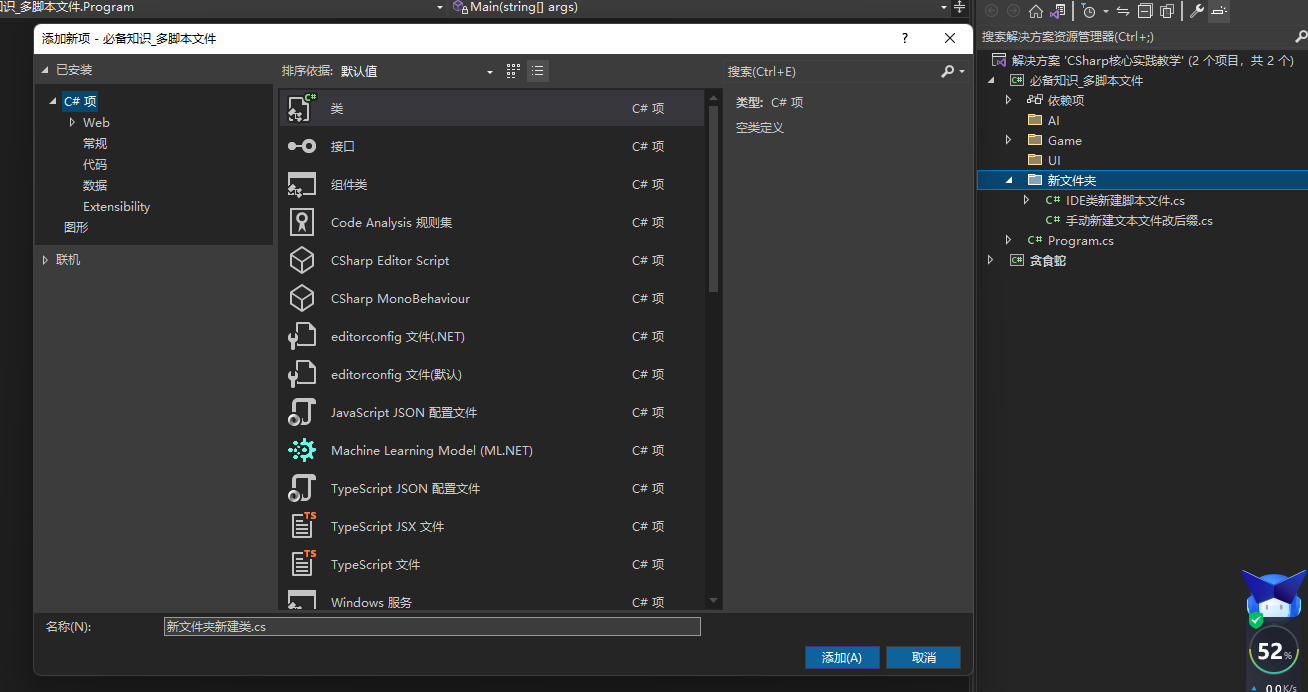 识_多脚本文件.Program
Main(string[] args)
添加新项 - 必备知识_多脚本文件
?
已安装
C# 项
Web
常规
代码
数据
Extensibility
图形
联机
排序依据: 默认值
类 C# 项
接口 C# 项
组件类 C# 项
Code Analysis 规则集 C# 项
CSharp Editor Script C# 项
CSharp MonoBehaviour C# 项
editorconfig 文件(.NET) C# 项
editorconfig 文件(默认) C# 项
JavaScript JSON 配置文件 C# 项
Machine Learning Model (ML.NET) C# 项
TypeScript JSON 配置文件 C# 项
TS
TypeScript JSX 文件 C# 项
TS
TypeScript 文件 C# 项
Windows 服务 C# 项
搜索(Ctrl+E)
类型: C# 项
空类定义
名称(N): 新文件夹新建类.cs
添加(A) 取消
搜索解决方案资源管理器(Ctrl+;)
解决方案 'CSharp核心实践教学' (2 个项目，共 2 个)
C# 必备知识_多脚本文件
依赖项
AI
Game
UI
新文件夹
C# IDE类新建脚本文件.cs
C# 手动新建文本文件改后缀.cs
C# Program.cs
C# 贪食蛇
52%
0.0K/s